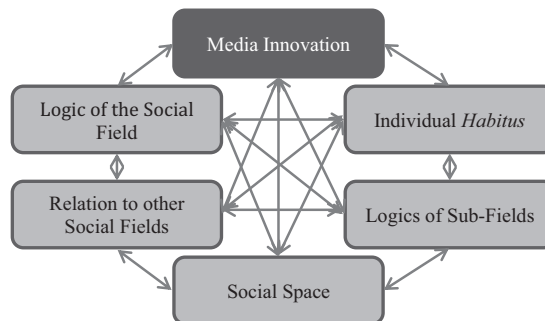 Media Innovation
Logic of the Social
Field
Individual Habitus
Relation to other
Social Fields
Logics of Sub-Fields
Social Space